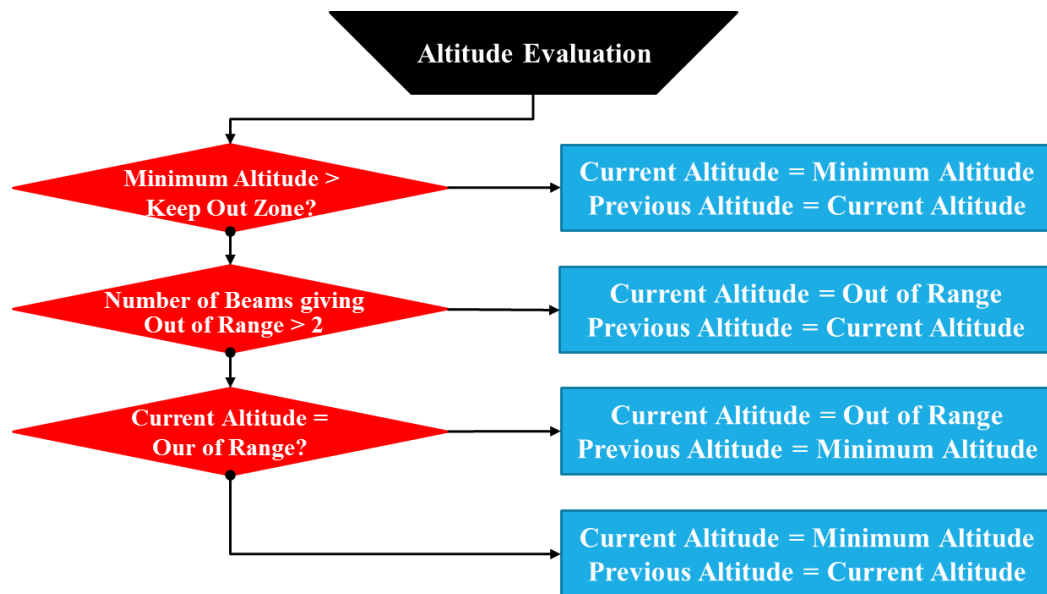 Altitude Evaluation
Minimum Altitude >
Keep Out Zone?
Current Altitude = Minimum Altitude
Previous Altitude = Current Altitude
Number of Beams giving
Out of Range > 2
Current Altitude = Out of Range
Previous Altitude = Current Altitude
Current Altitude =
Our of Range?
Current Altitude = Out of Range
Previous Altitude = Minimum Altitude
Current Altitude = Minimum Altitude
Previous Altitude = Current Altitude